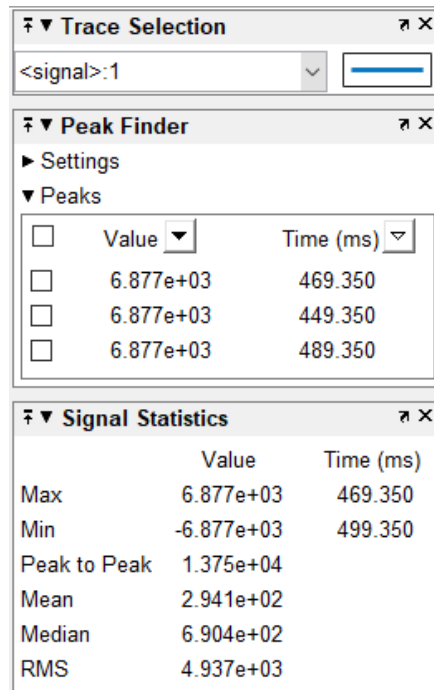 Trace Selection
<signal>:1
Peak Finder
Settings
Peaks
Value Time (ms)
6.877e+03 469.350
6.877e+03 449.350
6.877e+03 489.350
Signal Statistics
Value Time (ms)
Max 6.877e+03 469.350
Min -6.877e+03 499.350
Peak to Peak 1.375e+04
Mean 2.941e+02
Median 6.904e+02
RMS 4.937e+03